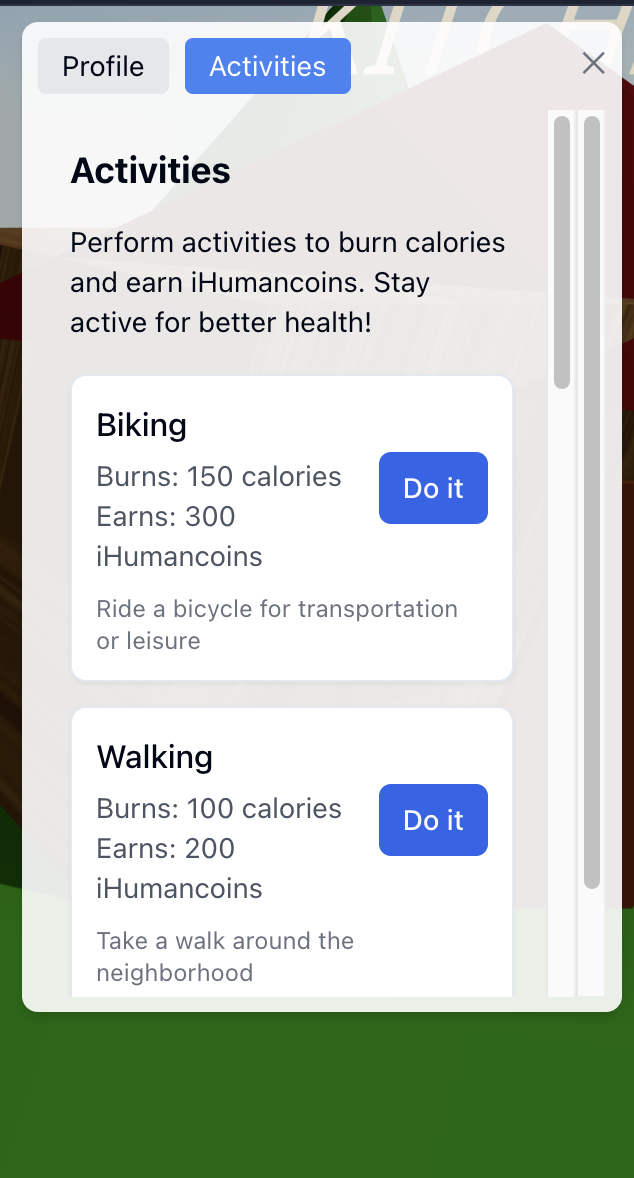 KITCH
Profile
Activities
Activities
Perform activities to burn calories
and earn iHumancoins. Stay
active for better health!
Biking
Burns: 150 calories
Earns: 300
iHumancoins
Do it
Ride a bicycle for transportation
or leisure
Walking
Burns: 100 calories
Earns: 200
iHumancoins
Do it
Take a walk around the
neighborhood